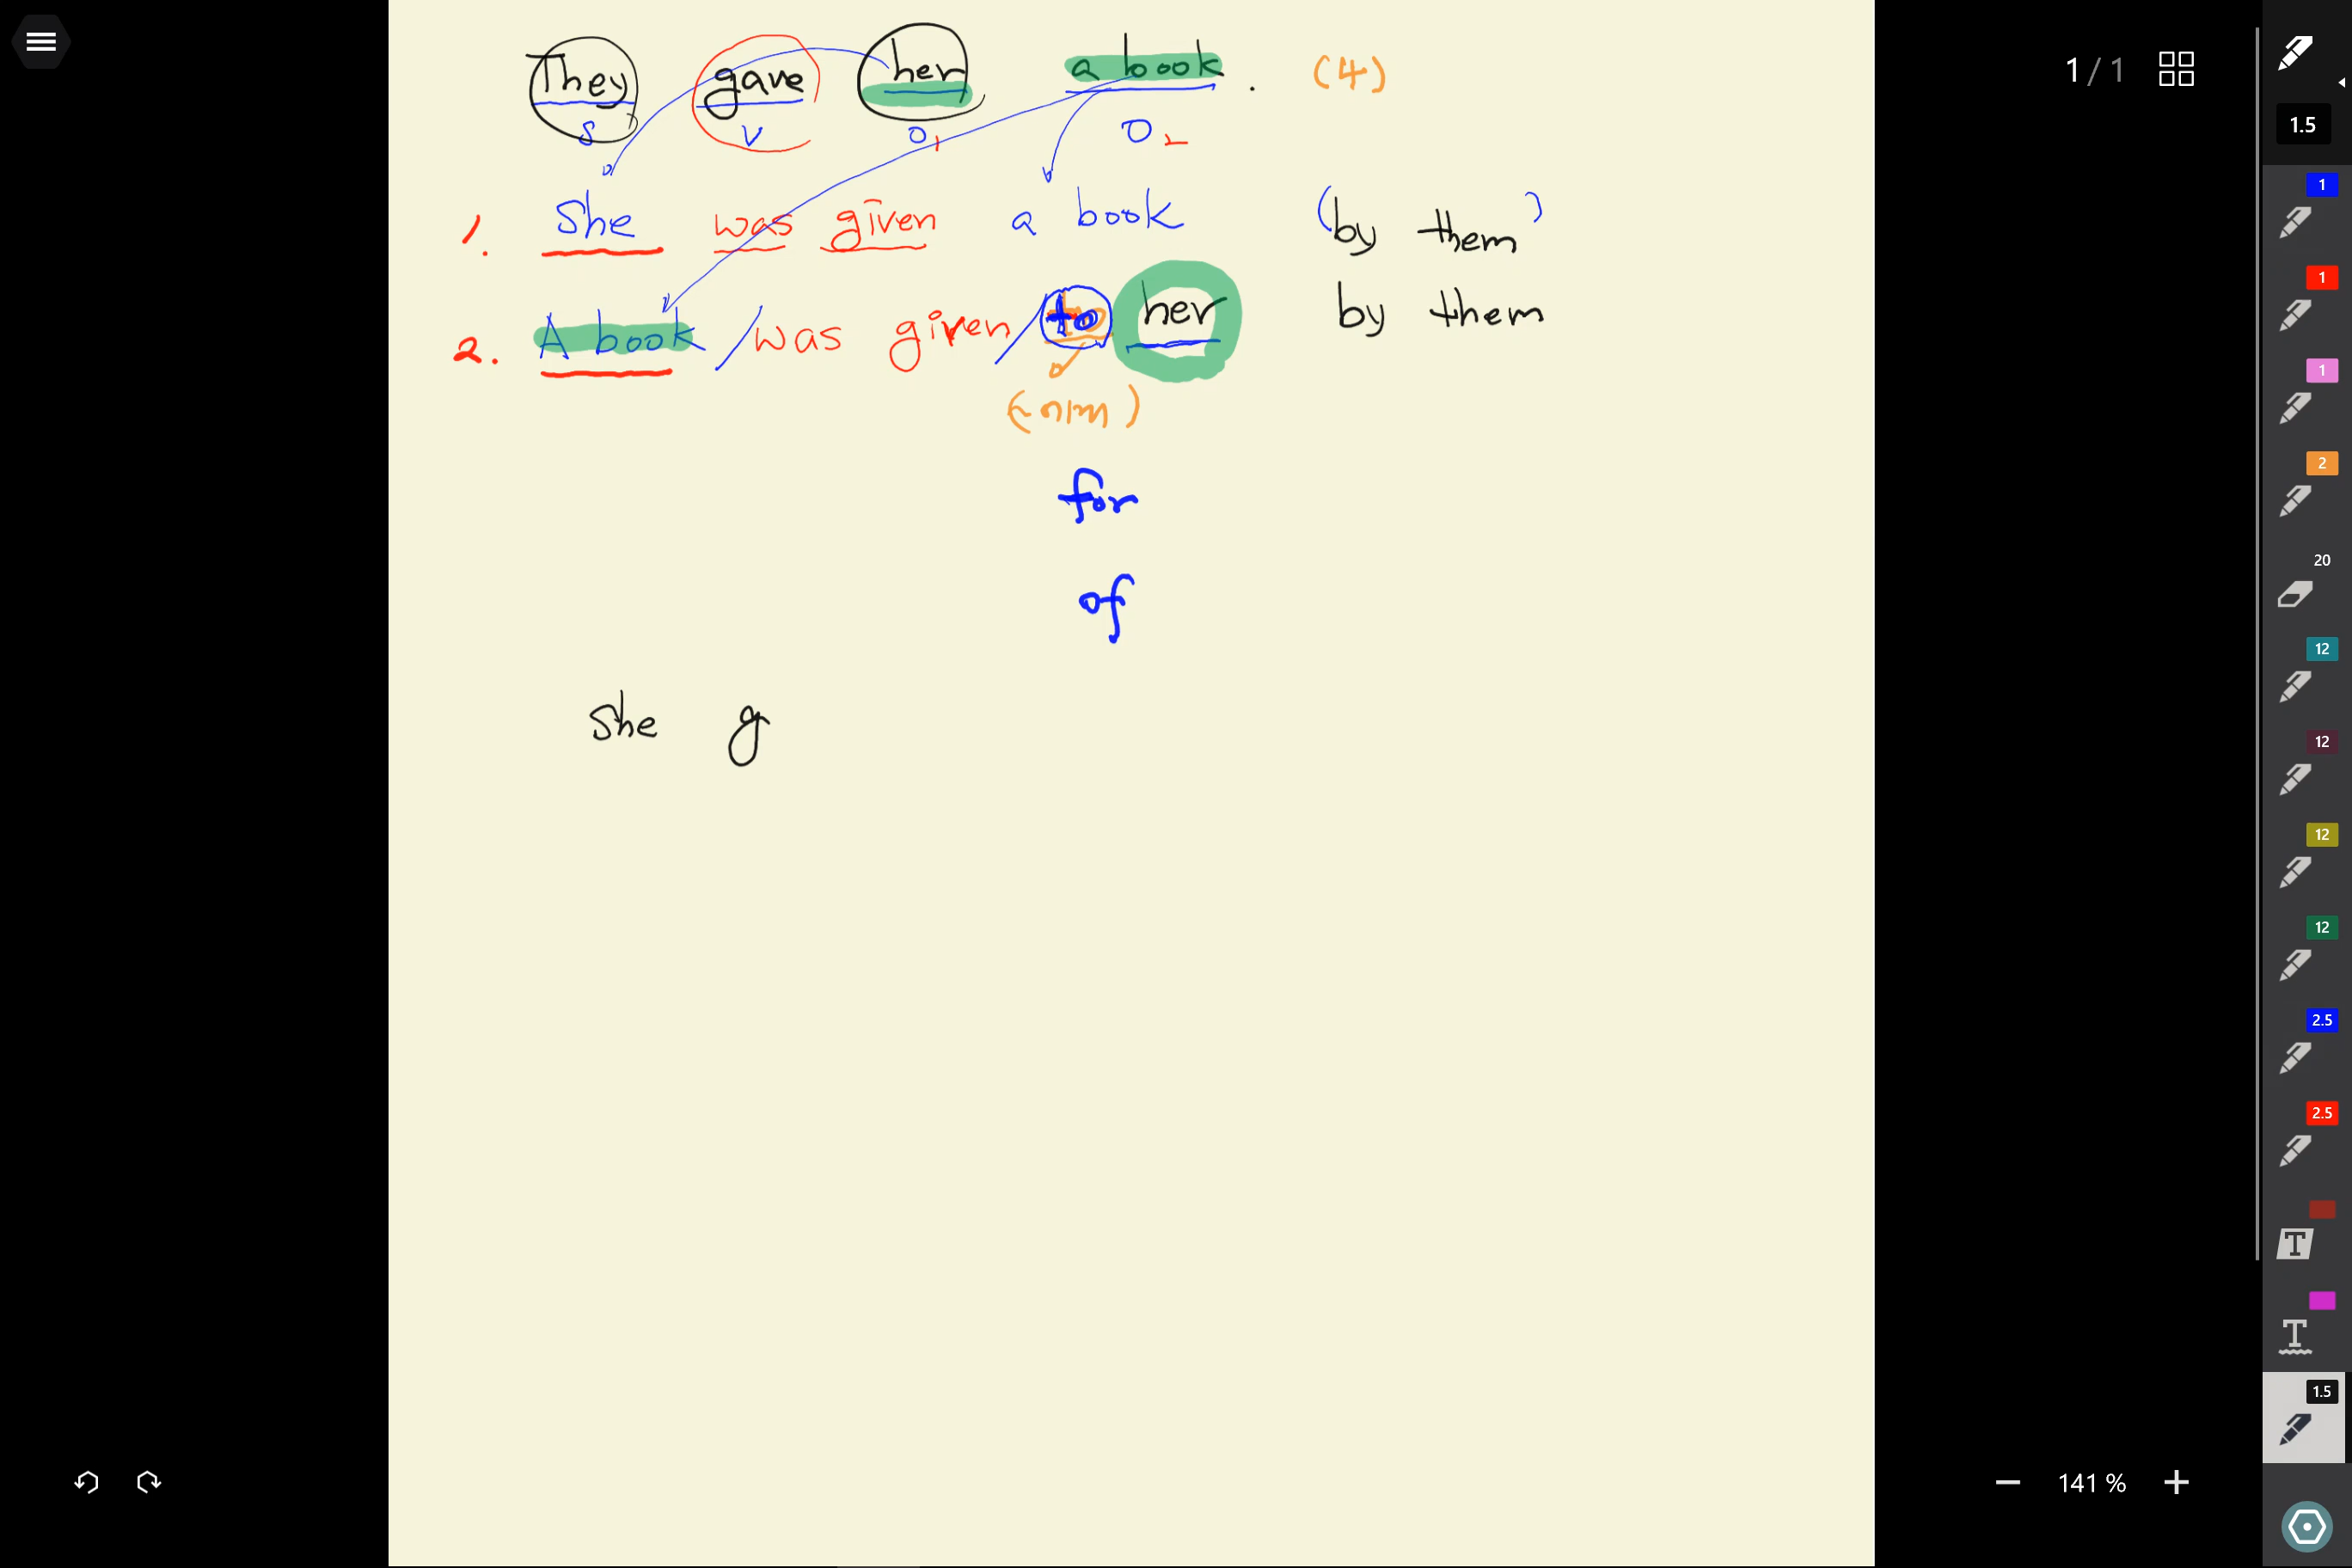 They gave her a book . (4)
S V O1 O2
1. She was given a book (by them)
2. A book / was given / to her by them
for
of
She g
1 / 1
1.5
1
1
1
2
20
12
12
12
12
2.5
2.5
1.5
141 %